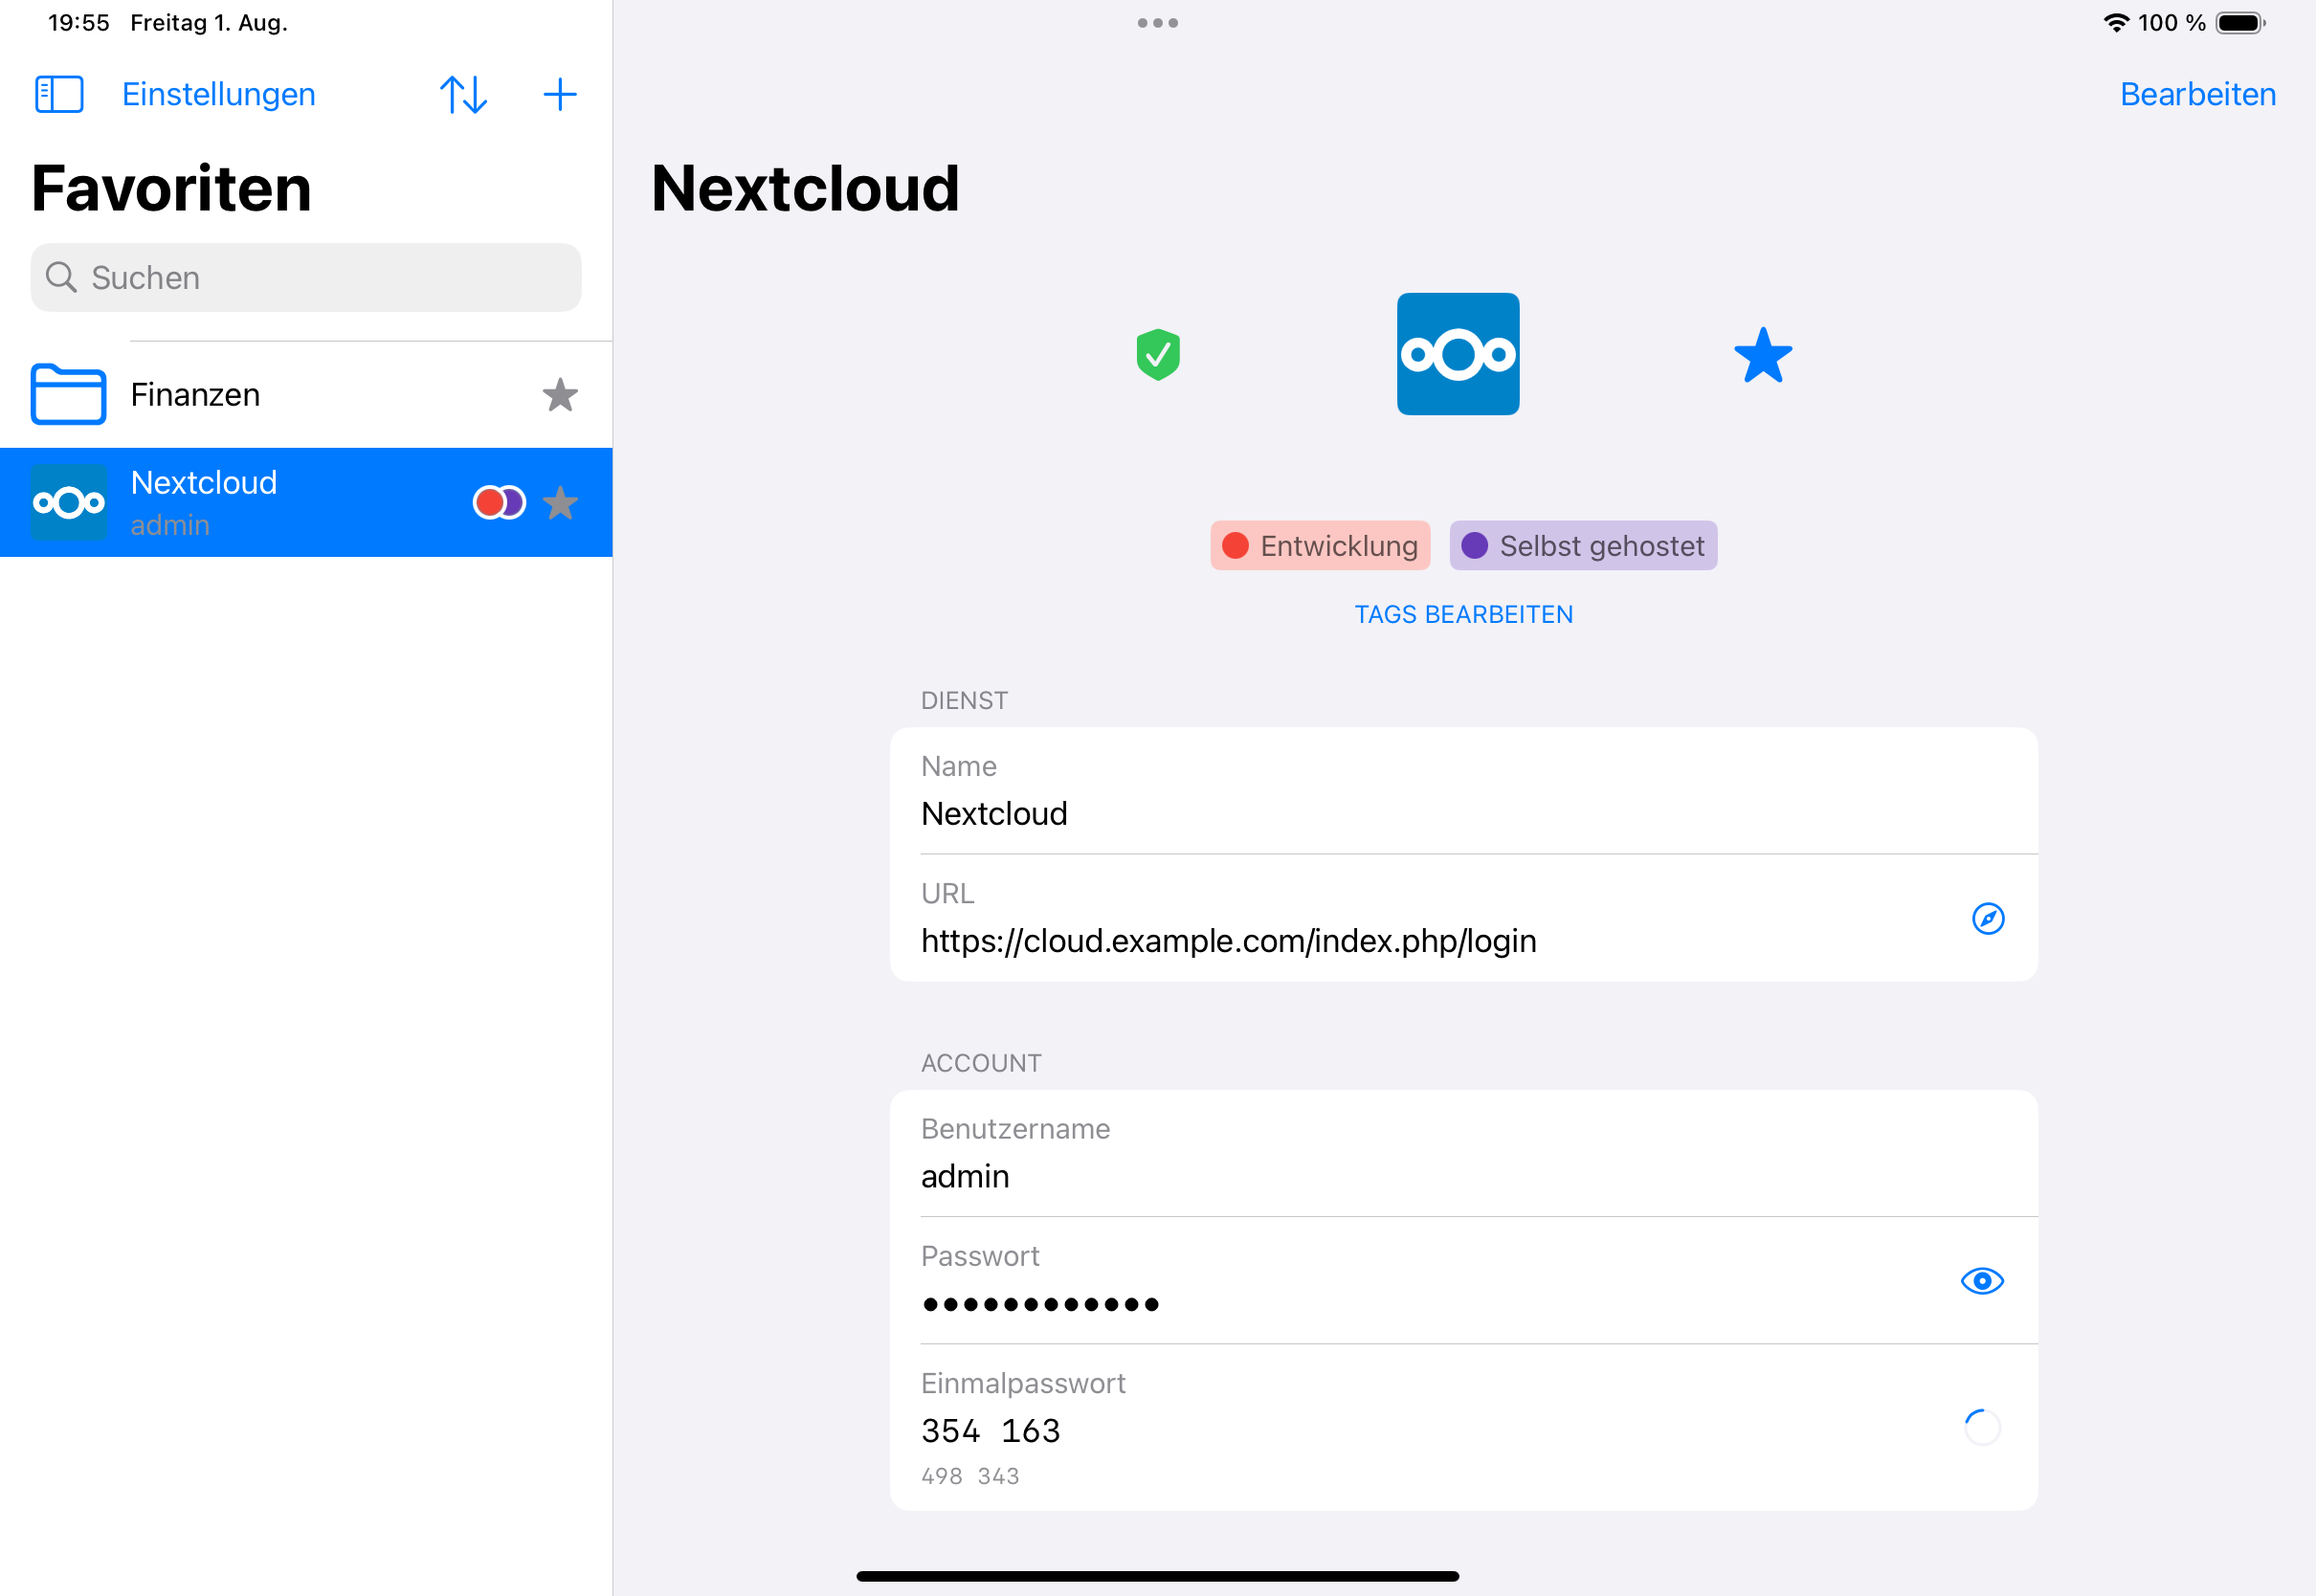 19:55 Freitag 1. Aug.
100 %
Einstellungen
Bearbeiten
Favoriten
Suchen
Finanzen
Nextcloud
admin
Nextcloud
Entwicklung
Selbst gehostet
TAGS BEARBEITEN
DIENST
Name
Nextcloud
URL
https://cloud.example.com/index.php/login
ACCOUNT
Benutzername
admin
Passwort
••••••••••••
Einmalpasswort
354 163
498 343